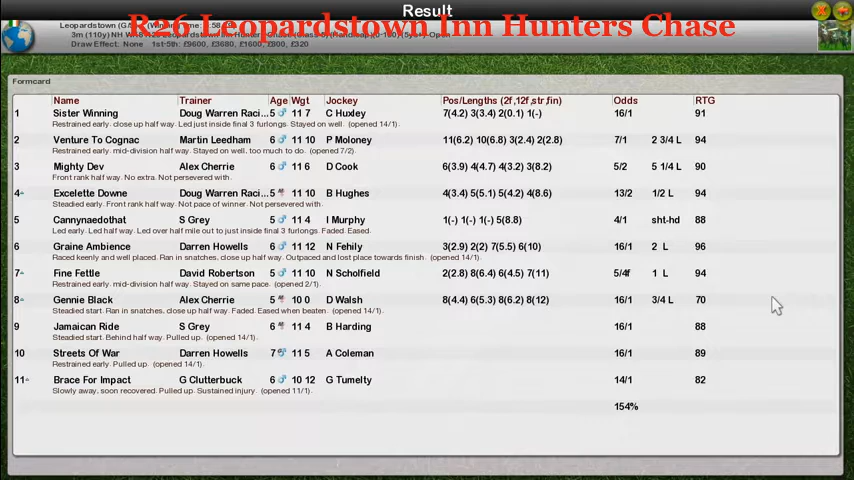 Result
R26 Leopardstown Inn Hunters Chase
Formcard
Name Trainer Age Wgt Jockey Pos/Lengths (2f,12f,str,fin) Odds RTG
1 Sister Winning Doug Warren Raci... 5 11 7 C Huxley 7(4.2) 3(3.4) 2(0.1) 1(-) 16/1 91
Restrained early. close up half way. Led just inside final 3 furlongs. Stayed on well. (opened 14/1).
2 Venture To Cognac Martin Leedham 6 11 10 P Moloney 11(6.2) 10(6.8) 3(2.4) 2(2.8) 7/1 2 3/4 L 94
Restrained early. mid-division half way. Stayed on well, too much to do. (opened 7/2).
3 Mighty Dev Alex Cherrie 6 11 6 D Cook 6(3.9) 4(4.7) 4(3.2) 3(8.2) 5/2 5 1/4 L 90
Front rank half way. No extra. Not persevered with.
4 Excelette Downe Doug Warren Raci... 5 11 10 B Hughes 4(3.4) 5(5.1) 5(4.2) 4(8.6) 13/2 1/2 L 94
Steadied early. Front rank half way. Not pace of winner. Not persevered with.
5 Cannynaedothat S Grey 5 11 4 I Murphy 1(-) 1(-) 1(-) 5(8.8) 4/1 sht-hd 88
Led early. Led half way. Led over half mile out to just inside final 3 furlongs. Faded. Eased.
6 Graine Ambience Darren Howells 6 11 12 N Fehily 3(2.9) 2(2) 7(5.5) 6(10) 16/1 2 L 96
Raced keenly and well placed. Ran in snatches, close up half way. Outpaced and lost place towards finish. (opened 14/1).
7 Fine Fettle David Robertson 5 11 10 N Scholfield 2(2.8) 8(6.4) 6(4.5) 7(11) 5/4f 1 L 94
Restrained early. mid-division half way. Stayed on same pace. (opened 2/1).
8 Gennie Black Alex Cherrie 5 10 0 D Walsh 8(4.4) 6(5.3) 8(6.2) 8(12) 16/1 3/4 L 70
Steadied start. Ran in snatches, close up half way. Faded. Eased when beaten. (opened 14/1).
9 Jamaican Ride S Grey 6 11 4 B Harding 16/1 88
Steadied start. Behind half way. Pulled up. (opened 14/1).
10 Streets Of War Darren Howells 7 11 5 A Coleman 16/1 89
Restrained early. Pulled up. (opened 14/1).
11 Brace For Impact G Clutterbuck 6 10 12 G Tumelty 14/1 82
Slowly away, soon recovered. Pulled up. Sustained injury. (opened 11/1).
154%
Draw Effect: None 1st-5th: £9600, £3680, £1600, £800, £320